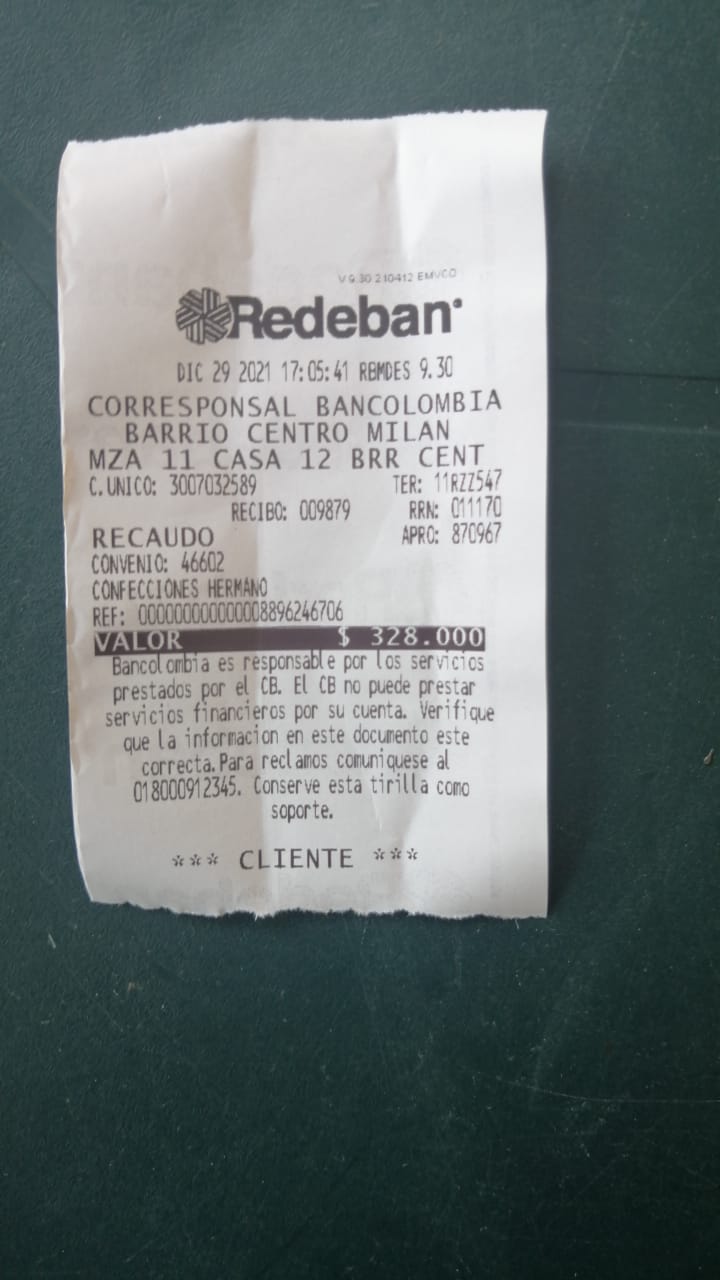 V 9.30 210412 EMVCO
Redeban
DIC 29 2021 17:05:41 RBMDES 9.30
CORRESPONSAL BANCOLOMBIA
BARRIO CENTRO MILAN
MZA 11 CASA 12 BRR CENT
C.UNICO: 3007032589 TER: 11RZZ547
RECIBO: 009879 RRN: 011170
RECAUDO APRO: 870967
CONVENIO: 46602
CONFECCIONES HERMANO
REF: 00000000000008896246706
VALOR $ 328.000
Bancolombia es responsable por los servicios
prestados por el CB. El CB no puede prestar
servicios financieros por su cuenta. Verifique
que la informacion en este documento este
correcta. Para reclamos comuniquese al
018000912345. Conserve esta tirilla como
soporte.
*** CLIENTE ***